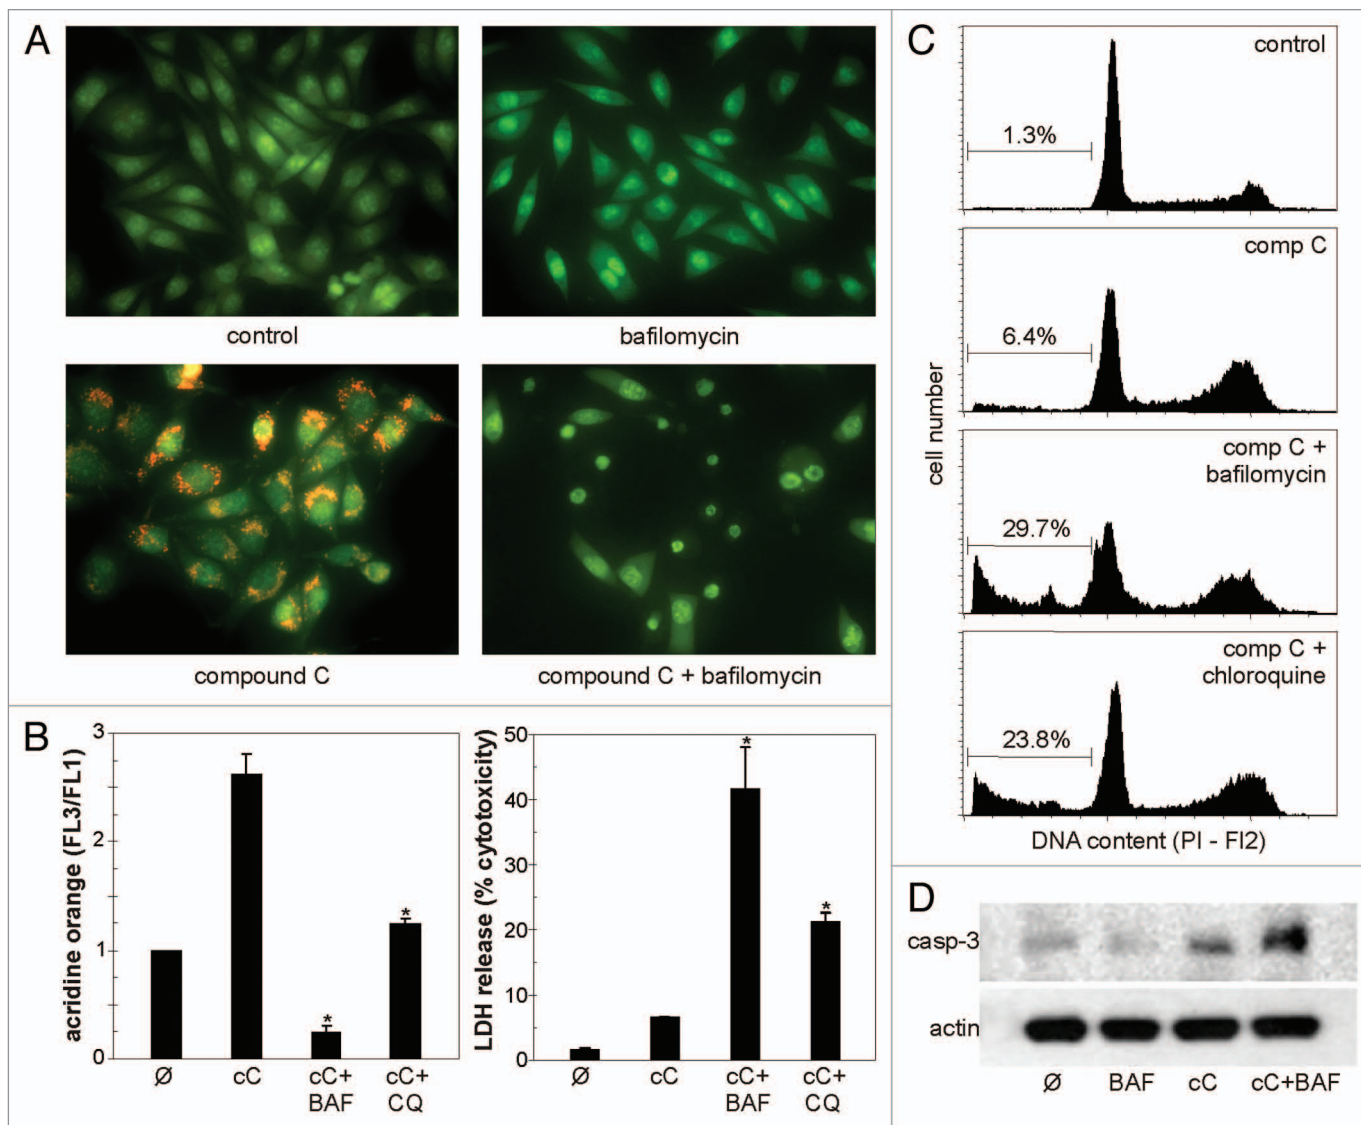 A
control
bafilomycin
compound C
compound C + bafilomycin
B
acridine orange (FL3/FL1)
3
2
1
0
Ø
cC
cC+
BAF
cC+
CQ
*
*
LDH release (% cytotoxicity)
50
40
30
20
10
0
Ø
cC
cC+
BAF
cC+
CQ
*
*
C
cell number
control
1.3%
comp C
6.4%
comp C +
bafilomycin
29.7%
comp C +
chloroquine
23.8%
DNA content (PI - Fl2)
D
casp-3
actin
Ø
BAF
cC
cC+BAF